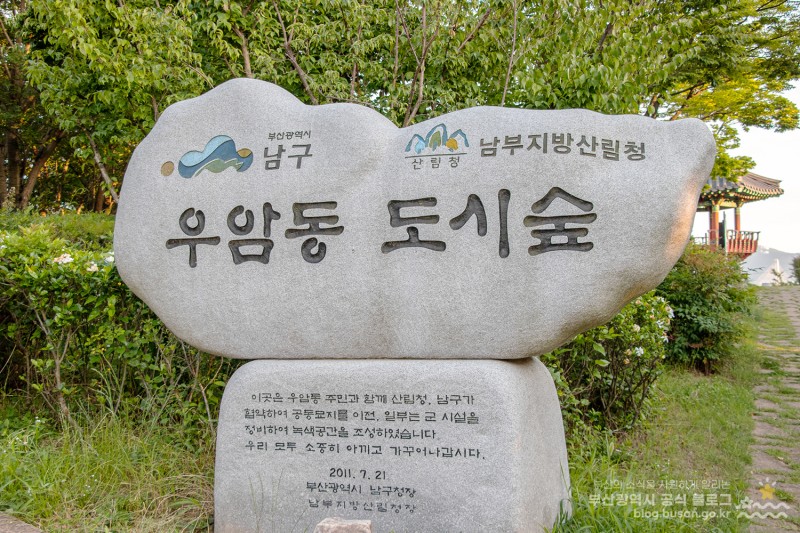 부산광역시
남구
산림청
남부지방산림청
우암동 도시숲
이곳은 우암동 주민과 함께 산림청, 남구가
협약하여 공동묘지를 이전, 일부는 군 시설을
정비하여 녹색공간을 조성하였습니다.
우리 모두 소중히 아끼고 가꾸어나갑시다.
2011. 7. 21
부산광역시 남구청장
남부지방산림청장
부산의 소식을 사랑하게 알리는
부산광역시 공식 블로그
blog.busan.go.kr